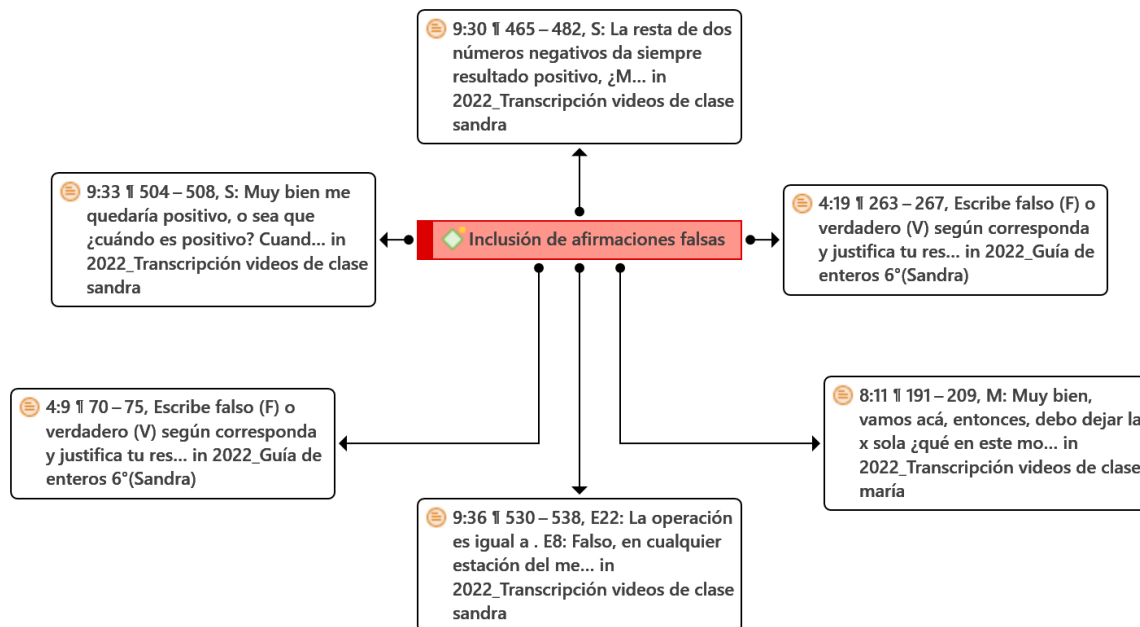 9:30 ¶ 465 – 482, S: La resta de dos
números negativos da siempre
resultado positivo, ¿M... in
2022_Transcripción videos de clase
sandra
9:33 ¶ 504 – 508, S: Muy bien me
quedaría positivo, o sea que
¿cuándo es positivo? Cuand... in
2022_Transcripción videos de clase
sandra
Inclusión de afirmaciones falsas
4:19 ¶ 263 – 267, Escribe falso (F) o
verdadero (V) según corresponda
y justifica tu res... in 2022_Guía de
enteros 6°(Sandra)
4:9 ¶ 70 – 75, Escribe falso (F) o
verdadero (V) según corresponda
y justifica tu res... in 2022_Guía de
enteros 6°(Sandra)
8:11 ¶ 191 – 209, M: Muy bien,
vamos acá, entonces, debo dejar la
x sola ¿qué en este mo... in
2022_Transcripción videos de clase
maría
9:36 ¶ 530 – 538, E22: La operación
es igual a . E8: Falso, en cualquier
estación del me... in
2022_Transcripción videos de clase
sandra